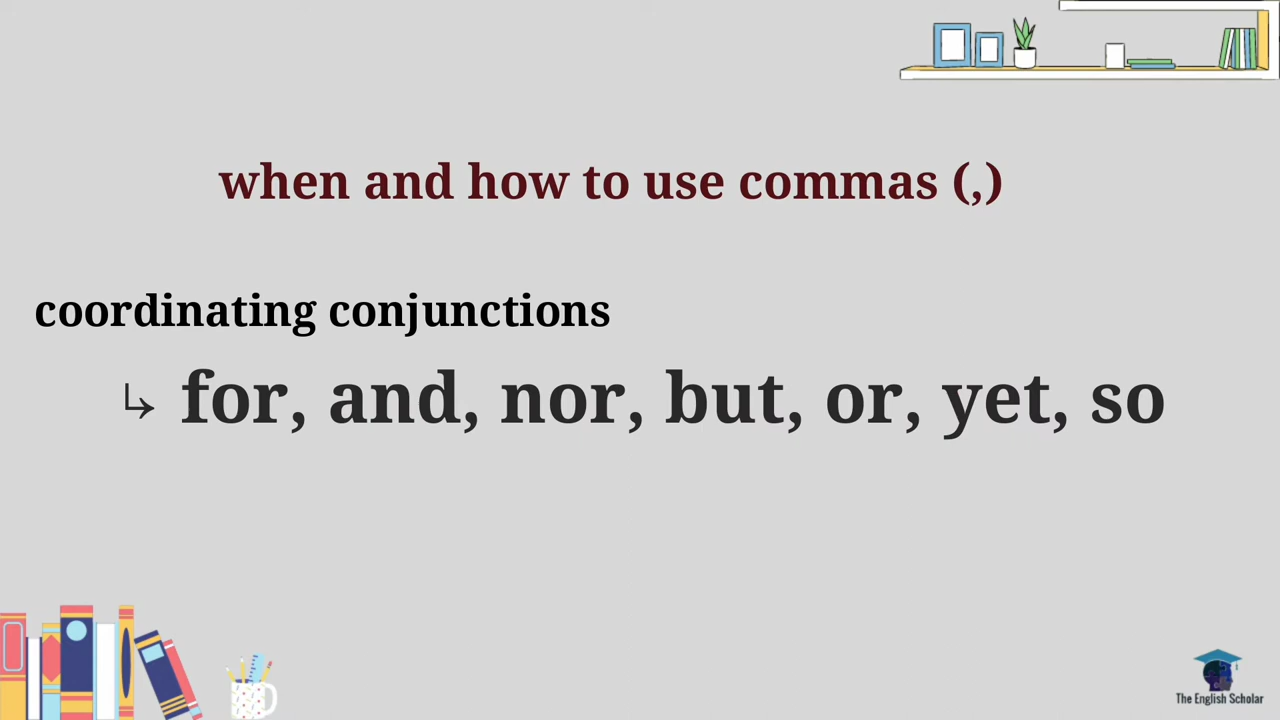 when and how to use commas (,)
coordinating conjunctions
↳ for, and, nor, but, or, yet, so
The English Scholar